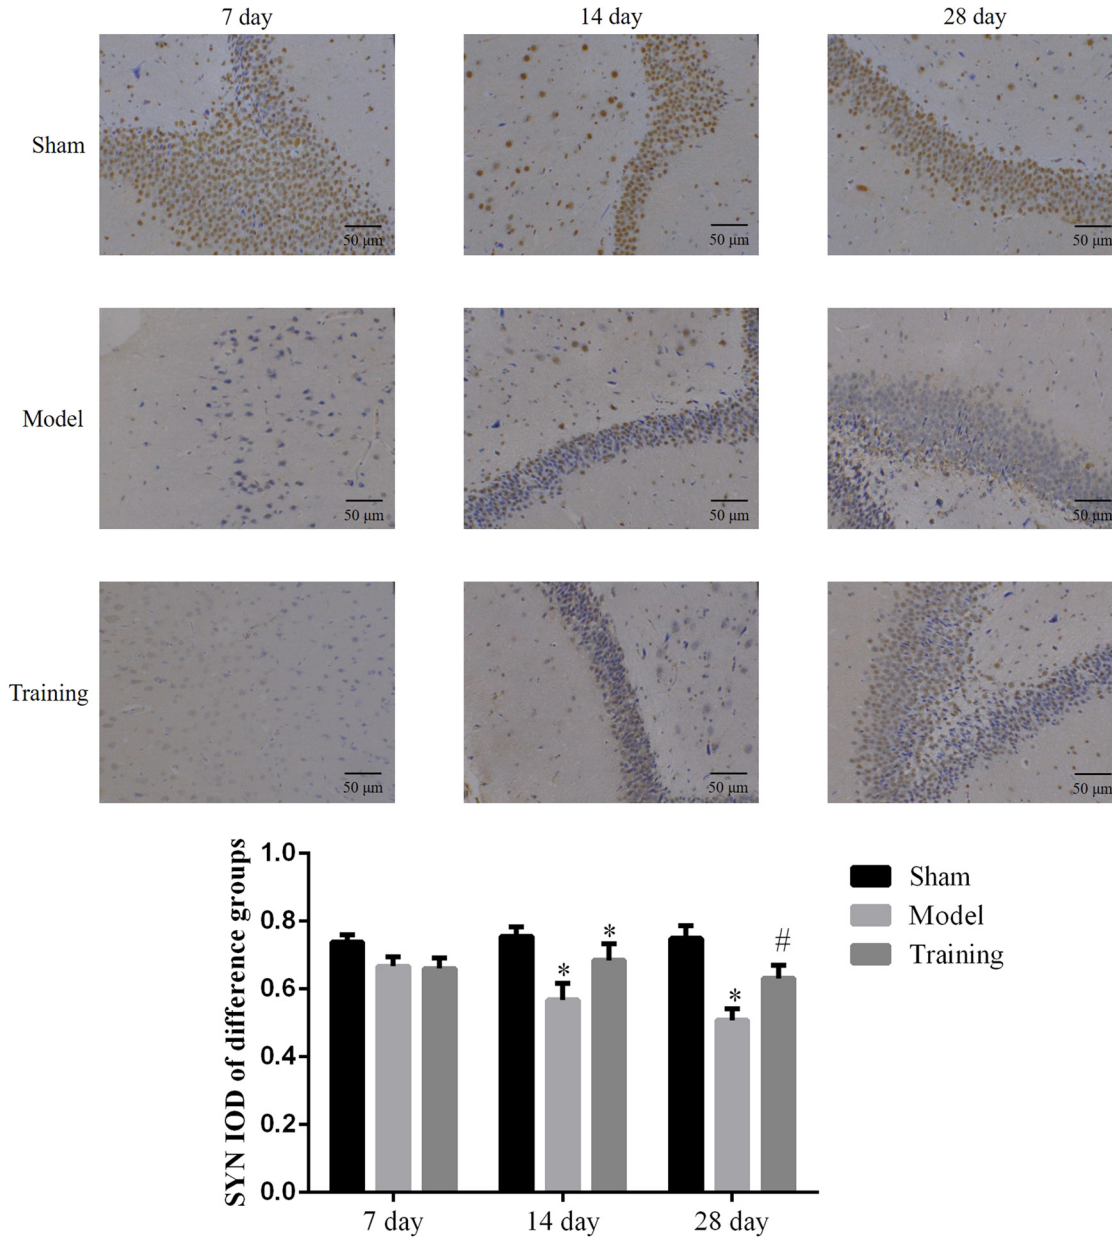 7 day 14 day 28 day
Sham
50 μm 50 μm 50 μm
Model
50 μm 50 μm 50 μm
Training
50 μm 50 μm 50 μm
SYN IOD of difference groups
1.0
0.8
0.6
0.4
0.2
0.0
* * * #
7 day 14 day 28 day
Sham
Model
Training